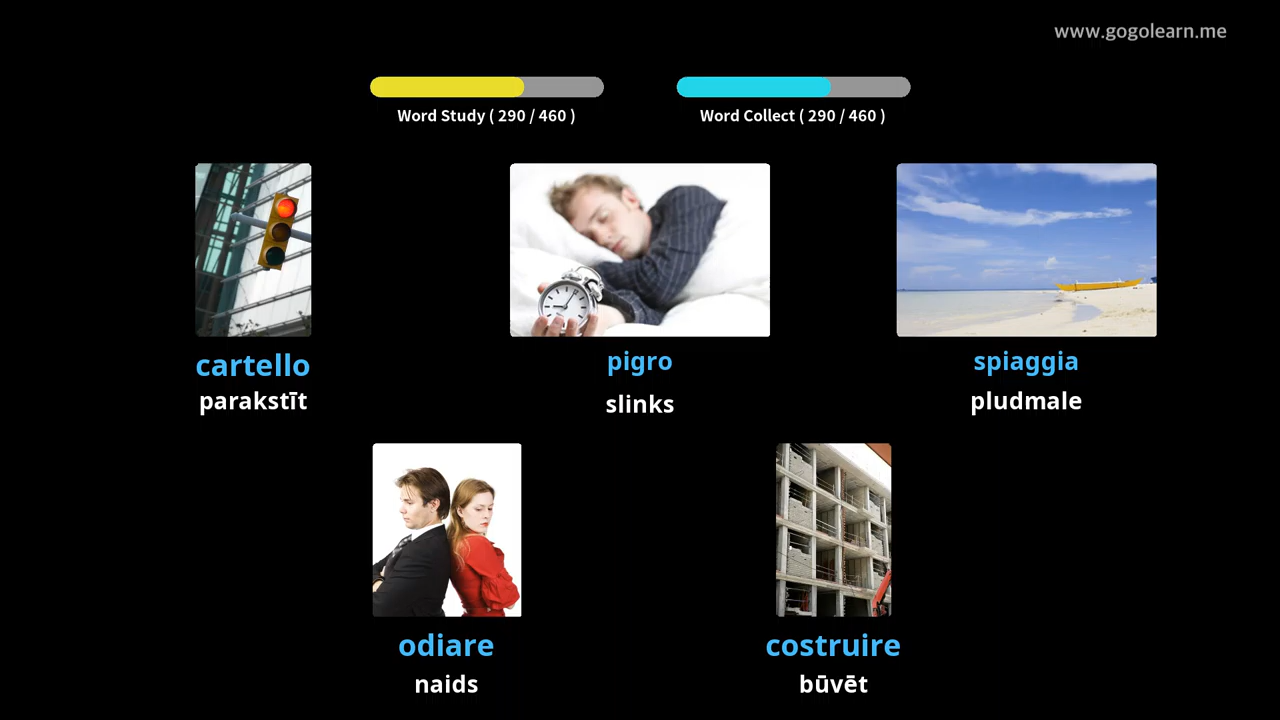 www.gogolearn.me
Word Study ( 290 / 460 )
Word Collect ( 290 / 460 )
cartello
parakstīt
pigro
slinks
spiaggia
pludmale
odiare
naids
costruire
būvēt